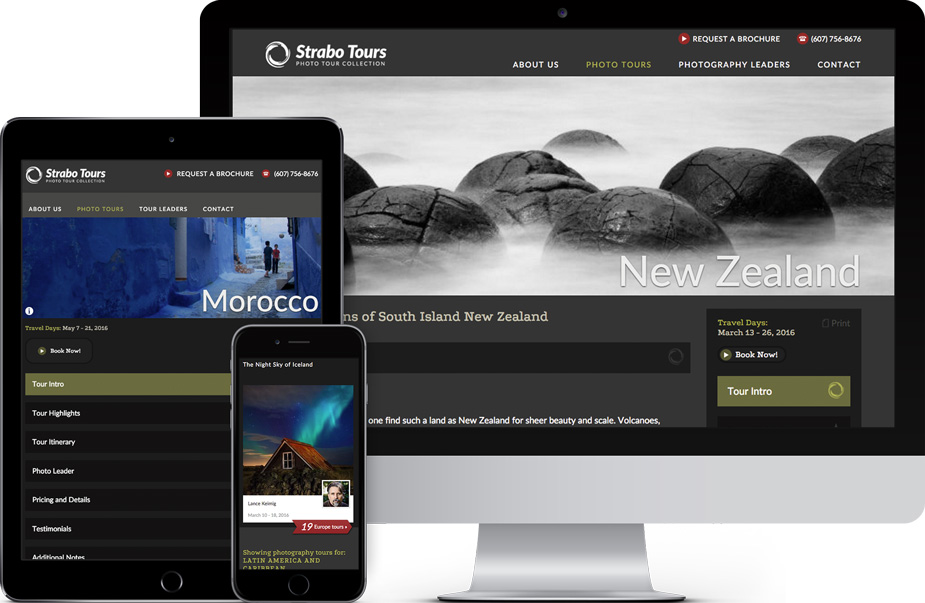 Strabo Tours
PHOTO TOUR COLLECTION
REQUEST A BROCHURE
(607) 756-8676
ABOUT US
PHOTO TOURS
PHOTOGRAPHY LEADERS
CONTACT
New Zealand
ns of South Island New Zealand
one find such a land as New Zealand for sheer beauty and scale. Volcanoes,
Travel Days:
March 13 - 26, 2016
Print
Book Now!
Tour Intro
Strabo Tours
PHOTO TOUR COLLECTION
REQUEST A BROCHURE
(607) 756-8676
ABOUT US
PHOTO TOURS
TOUR LEADERS
CONTACT
Morocco
Travel Days: May 7 - 21, 2016
Book Now!
Tour Intro
Tour Highlights
Tour Itinerary
Photo Leader
Pricing and Details
Testimonials
Additional Notes
The Night Sky of Iceland
Lance Keimig
March 10 - 18, 2016
19 Europe tours
Showing photography tours for:
LATIN AMERICA AND
CARIBBEAN